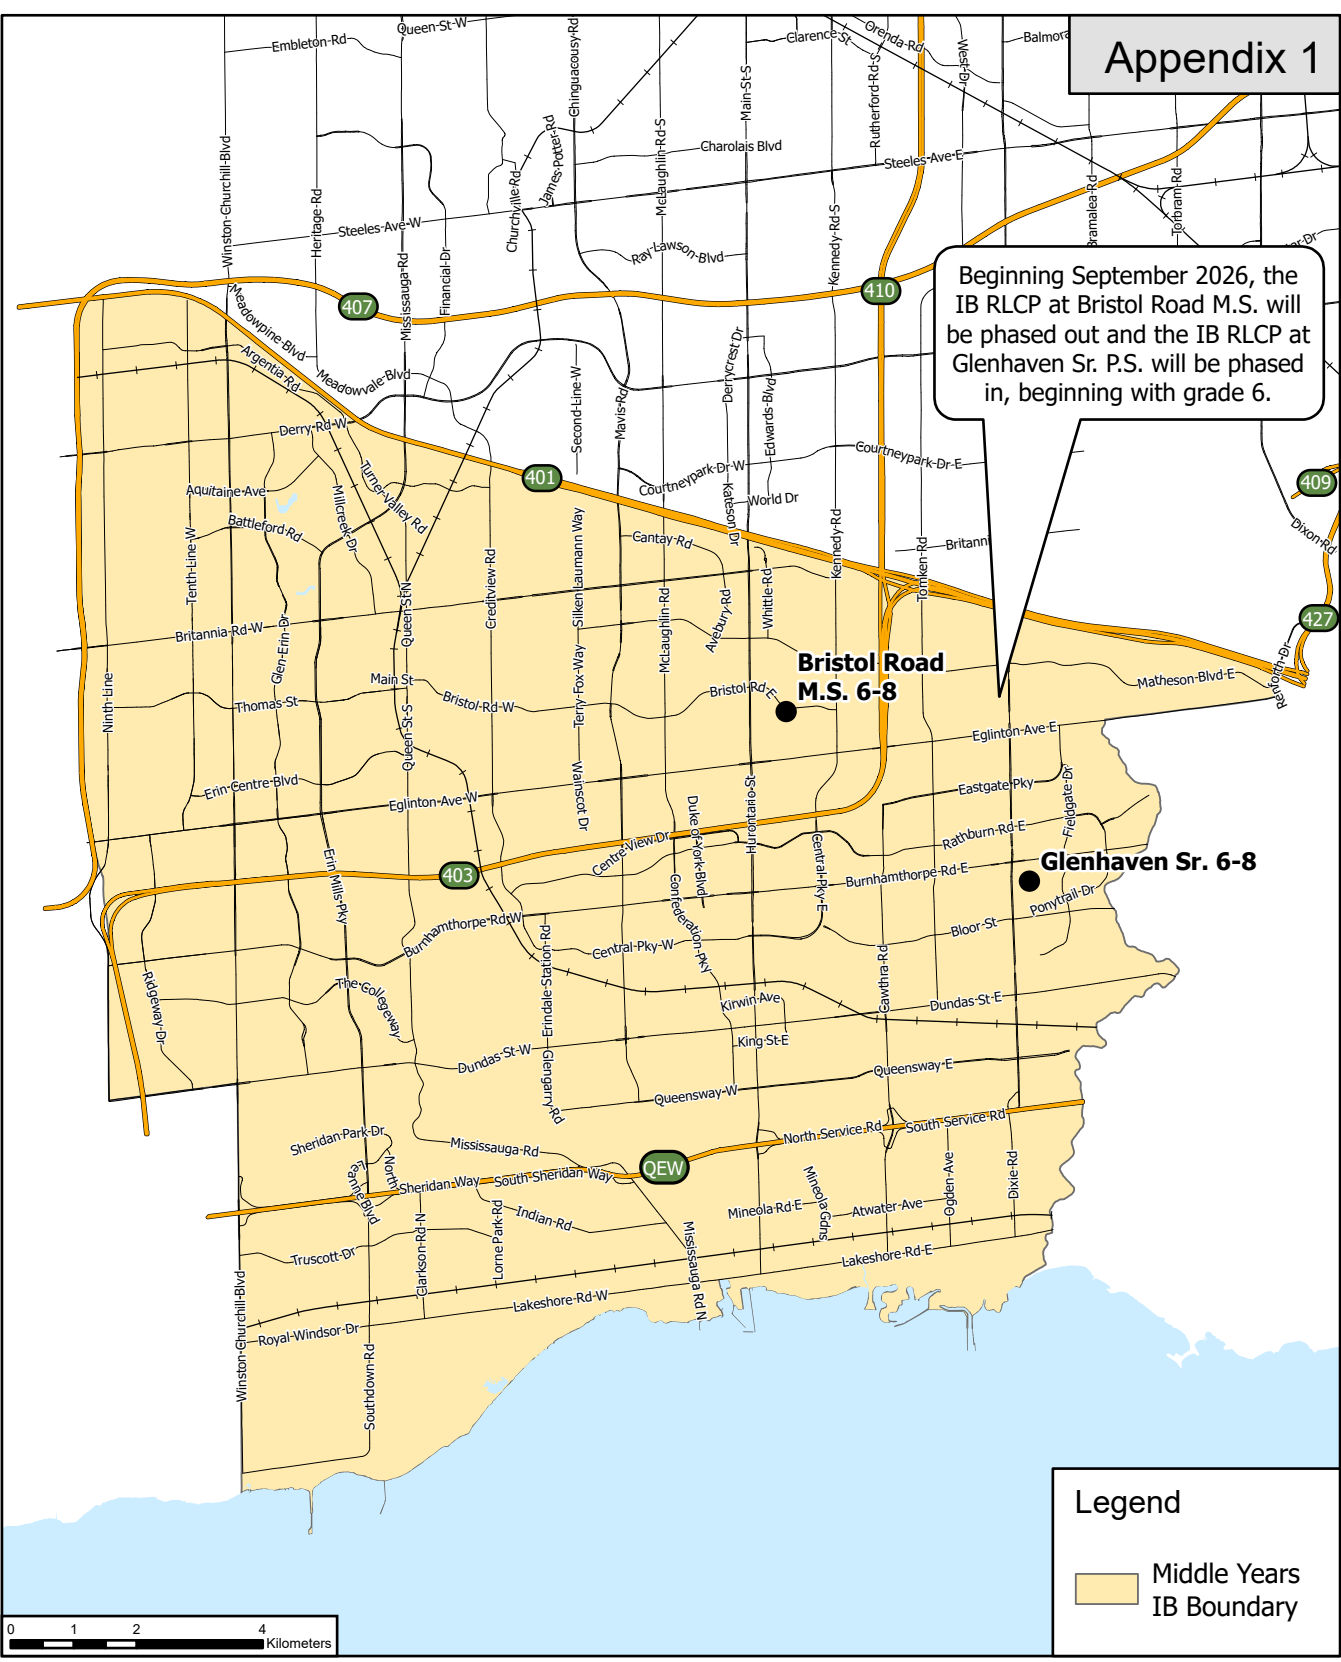 Appendix 1
Queen-St-W
Embleton-Rd
Chinguacousy-Rd
Clarence-St
Orenda-Rd
West-Dr
Main-St-S
Rutherford-Rd-S
Winston-Churchill-Blvd
Heritage-Rd
James-Potter-Rd
Churchville-Rd
McLaughlin-Rd-S
Charolais Blvd
Steeles-Ave-E
Steeles-Ave-W
Kennedy-Rd-S
Bramalea-Rd
Torbram-Rd
Ray-Lawson-Blvd
Mississauga-Rd
Financial-Dr
407
410
Beginning September 2026, the
IB RLCP at Bristol Road M.S. will
be phased out and the IB RLCP at
Glenhaven Sr. P.S. will be phased
in, beginning with grade 6.
Meadowpine-Blvd
Argentia-Rd
Meadowvale-Blvd
Derry-Rd-W
Second-Line-W
Mavis-Rd
Derrycrest-Dr
Edwards-Blvd
401
Courtneypark-Dr-W
Courtneypark-Dr-E
409
Aquitaine-Ave
Turner-Valley-Rd
Millcreek-Dr
Battleford-Rd
World Dr
Kateson-Dr
Cantay-Rd
Kennedy-Rd
Dixon-Rd
Tenth-Line-W
Silken-Laumann Way
Creditview-Rd
Queen-St-N
Tomken-Rd
427
McLaughlin-Rd
Avebury-Rd
Whittle-Rd
Britannia-Rd-W
Glen-Erin-Dr
Bristol Road
M.S. 6-8
Ninth-Line
Thomas-St
Main St
Bristol-Rd-W
Queen-St-S
Terry-Fox-Way
Bristol-Rd-E
Matheson-Blvd-E
Renforth-Dr
Eglinton-Ave-E
Erin-Centre-Blvd
Eglinton-Ave-W
Wainscot Dr
Hurontario-St
Eastgate-Pky
Fieldgate-Dr
Centre-View-Dr
Duke-of-York-Blvd
Central-Pky-E
Rathburn-Rd-E
Glenhaven Sr. 6-8
403
Erin Mills-Pky
Burnhamthorpe-Rd-E
Ponytrail-Dr
Burnhamthorpe Rd-W
Confederation-Pky
Central-Pky-W
Bloor-St
Erindale-Station-Rd
Cawthra-Rd
Ridgeway-Dr
The-Collegeway
Kirwin-Ave
Dundas-St-E
Dundas-St-W
King-St-E
Glengarry-Rd
Queensway-W
Queensway-E
Sheridan-Park-Dr
Mississauga-Rd
North Service Rd
South-Service Rd
QEW
Leanne-Blvd
North
Sheridan Way
South-Sheridan Way
Clarkson-Rd-N
Lorne Park-Rd
Indian-Rd
Mississauga Rd N
Mineola-Rd-E
Mineola-Gdns
Atwater-Ave
Ogden-Ave
Dixie-Rd
Truscott-Dr
Lakeshore-Rd-E
Lakeshore-Rd-W
Winston-Churchill-Blvd
Royal-Windsor-Dr
Southdown-Rd
Legend
Middle Years
IB Boundary
0 1 2 4
Kilometers